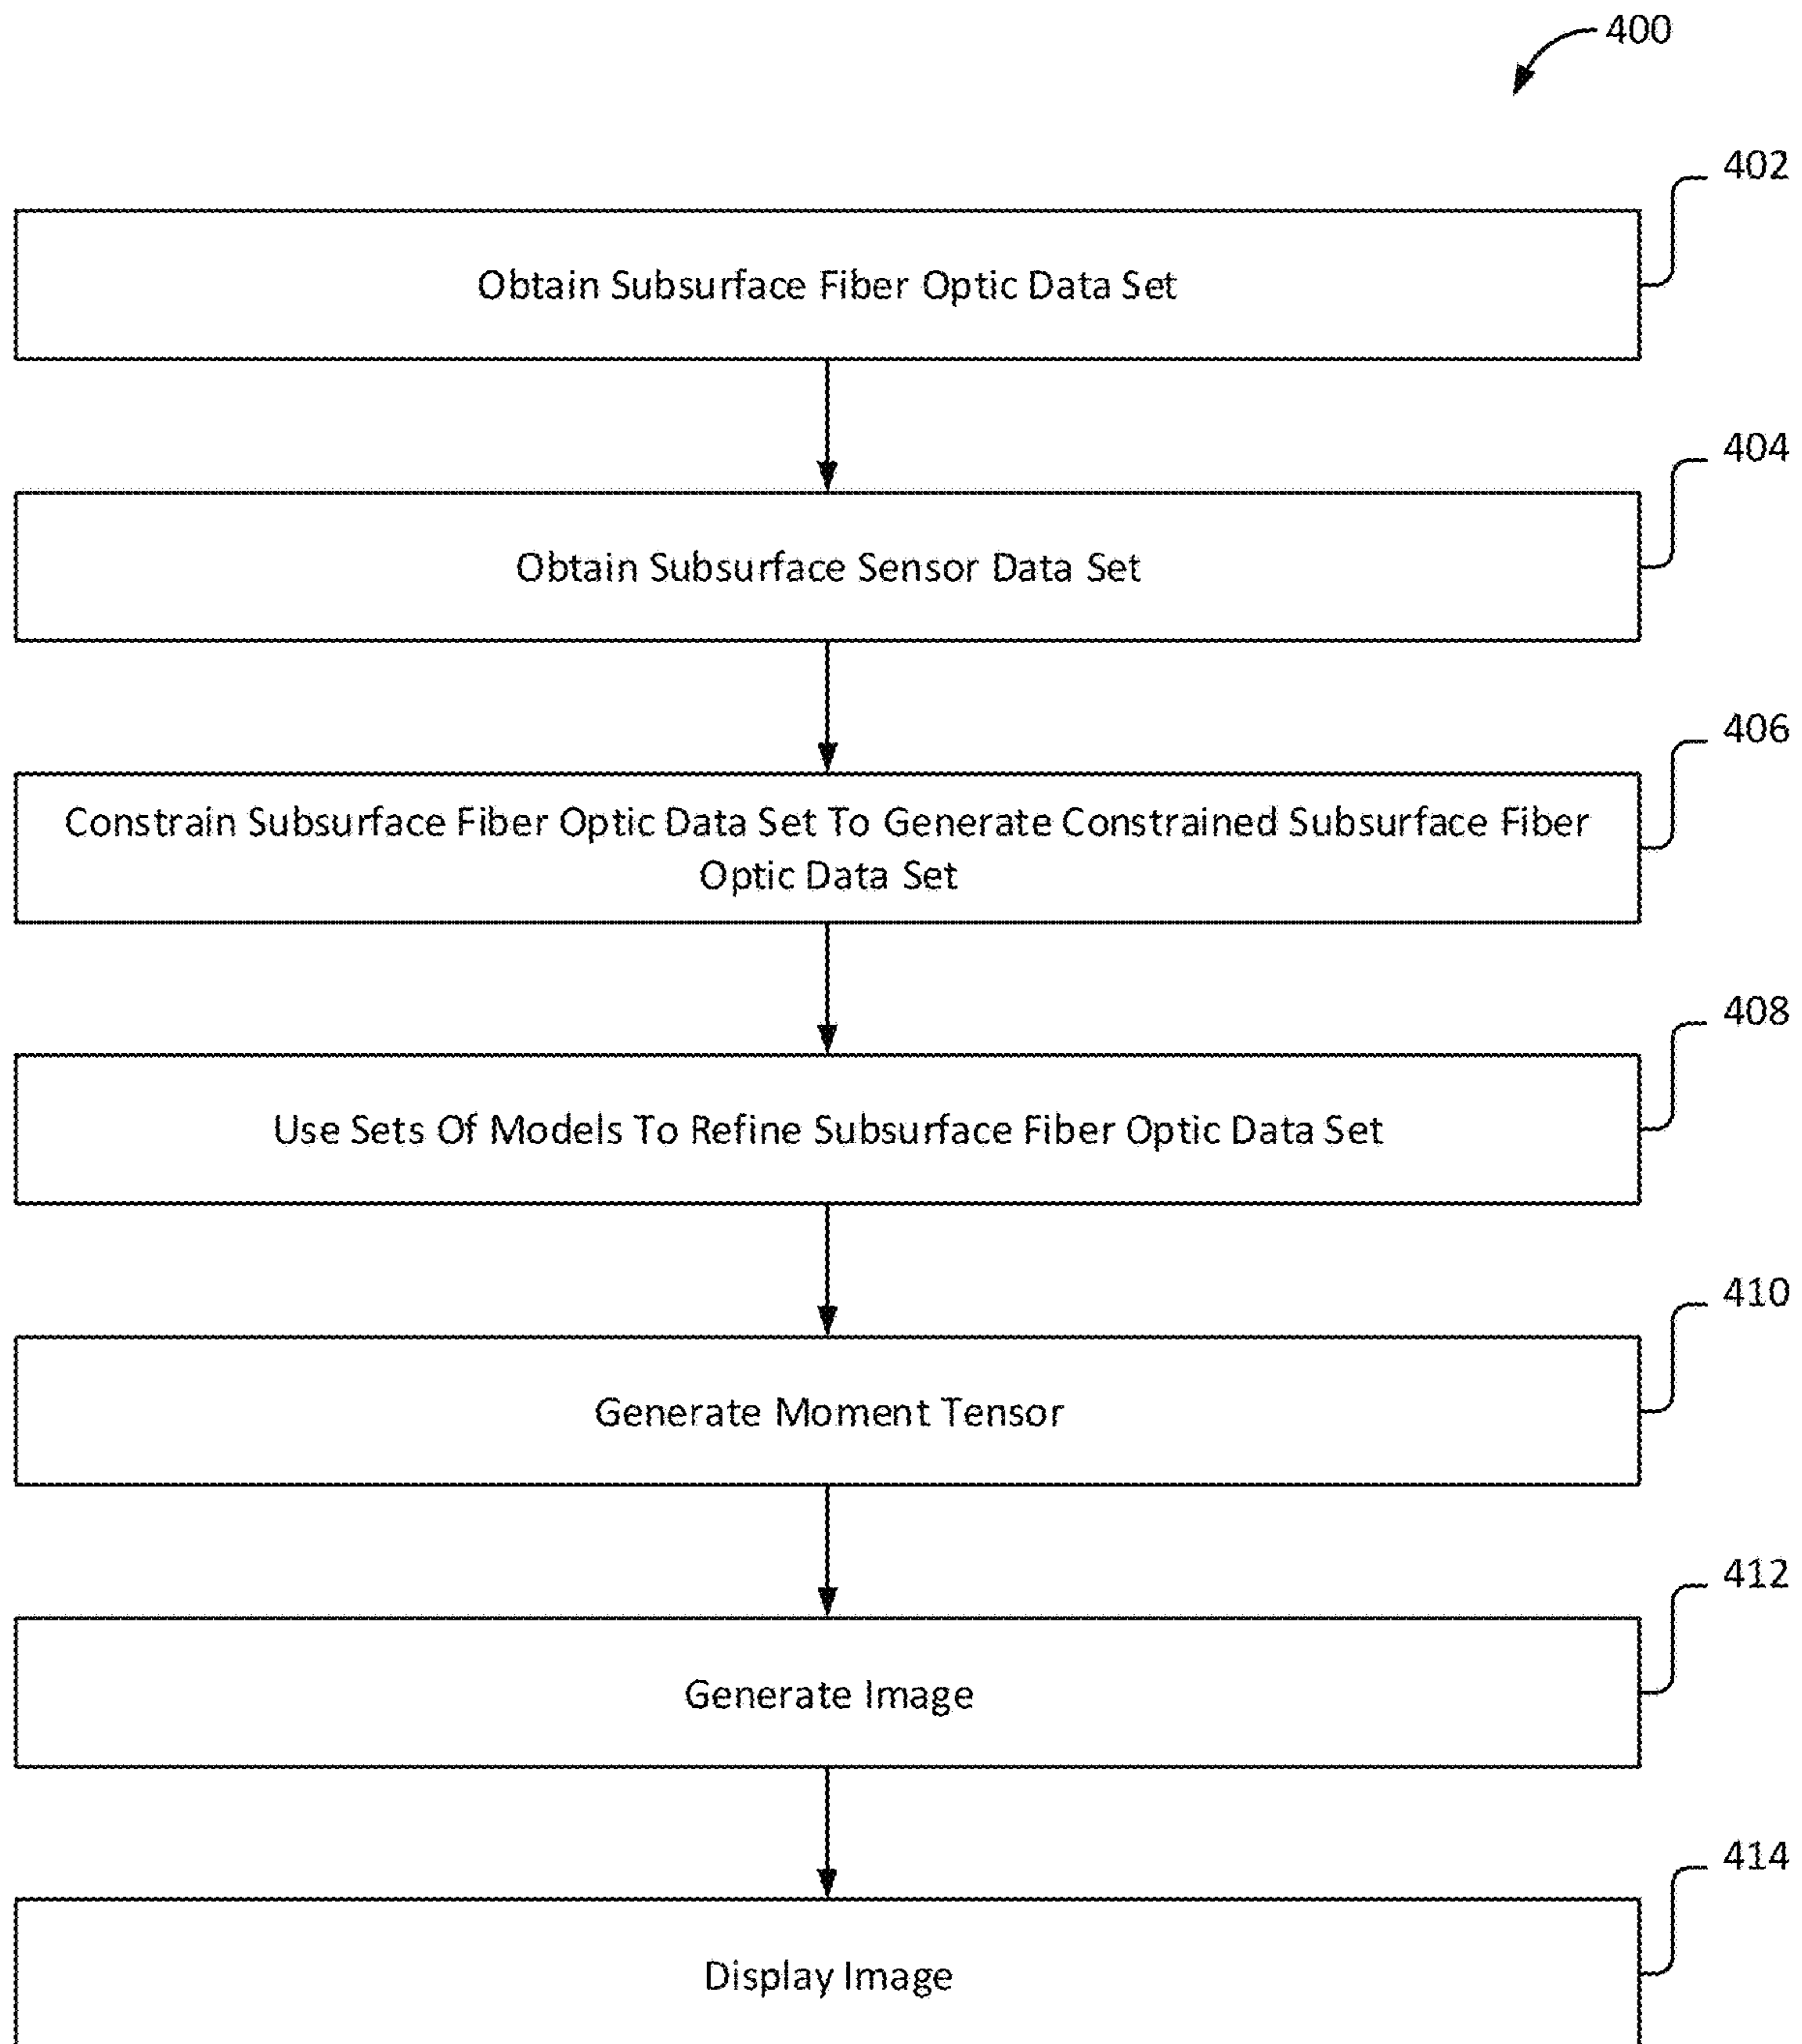 400
402
Obtain Subsurface Fiber Optic Data Set
404
Obtain Subsurface Sensor Data Set
406
Constrain Subsurface Fiber Optic Data Set To Generate Constrained Subsurface Fiber
Optic Data Set
408
Use Sets Of Models To Refine Subsurface Fiber Optic Data Set
410
Generate Moment Tensor
412
Generate Image
414
Display Image